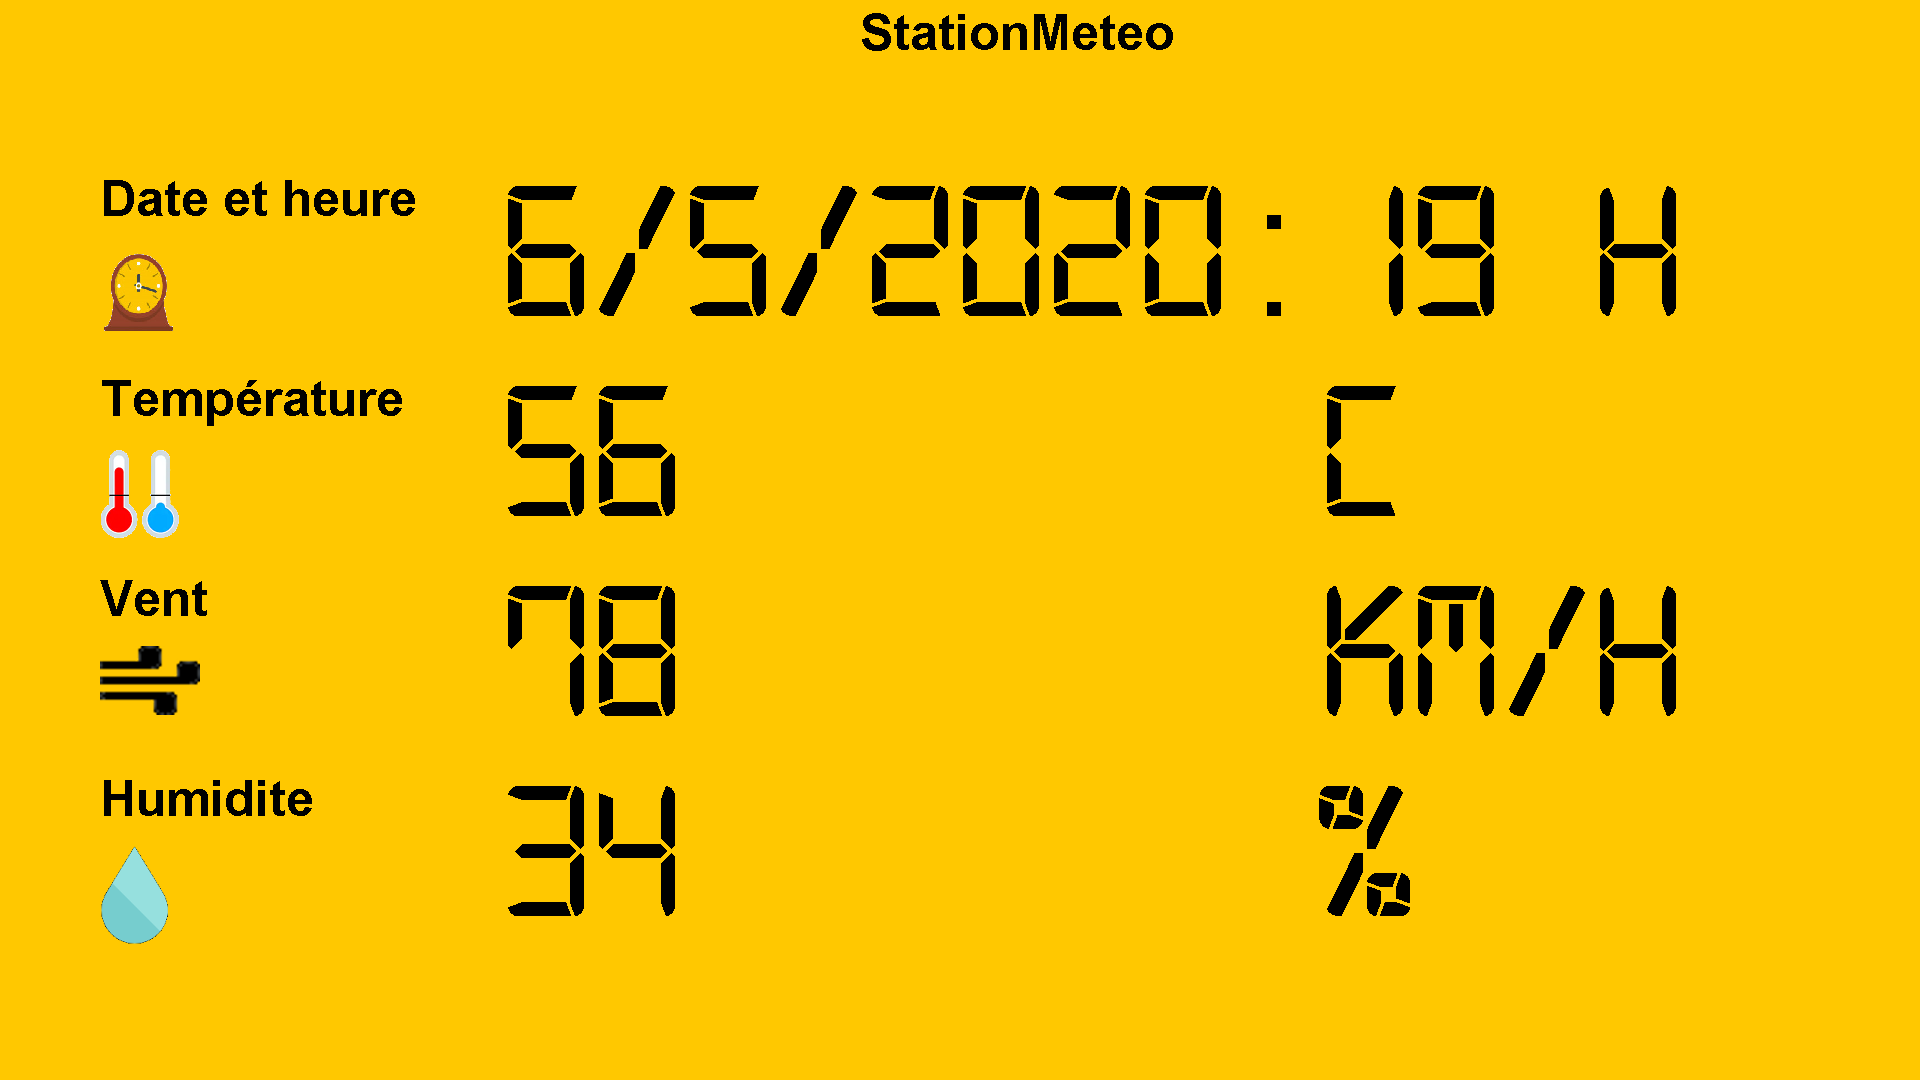 StationMeteo
Date et heure 6/5/2020: 19 H
Température 56 C
Vent 78 KM/H
Humidite 34 %